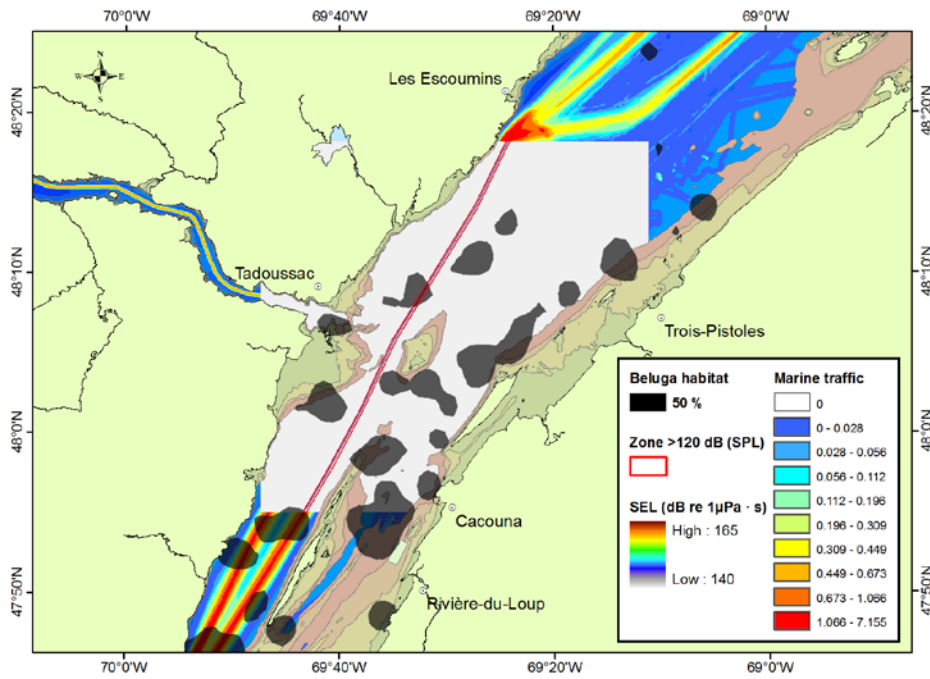 70°0'W 69°40'W 69°20'W 69°0'W
N
W E
S
48°20'N 48°20'N
48°10'N 48°10'N
48°0'N 48°0'N
47°50'N 47°50'N
Les Escoumins
Tadoussac
Trois-Pistoles
Cacouna
Rivière-du-Loup
Beluga habitat
50 %
Zone >120 dB (SPL)
SEL (dB re 1µPa · s)
High : 165
Low : 140
Marine traffic
0
0 - 0.028
0.028 - 0.056
0.056 - 0.112
0.112 - 0.196
0.196 - 0.309
0.309 - 0.449
0.449 - 0.673
0.673 - 1.066
1.066 - 7.155
70°0'W 69°40'W 69°20'W 69°0'W